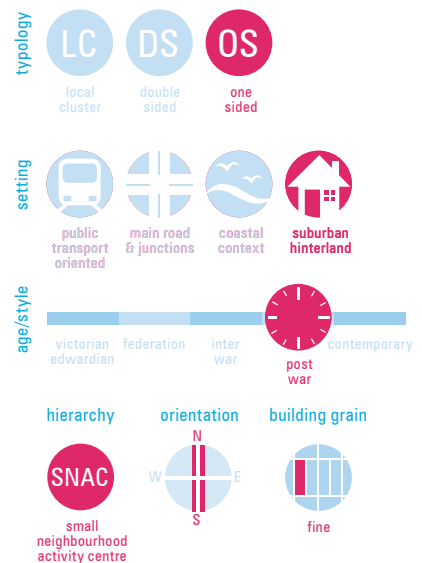 typology
LC
DS
OS
local
cluster
double
sided
one
sided
setting
public
transport
oriented
main road
& junctions
coastal
context
suburban
hinterland
age/style
victorian
edwardian
federation
inter
war
post
war
contemporary
hierarchy
orientation
building grain
SNAC
small
neighbourhood
activity centre
N
W
E
S
fine